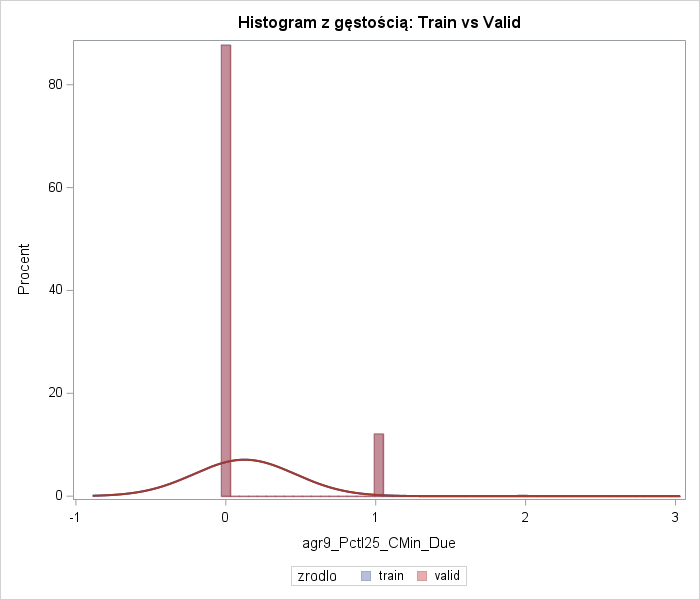 Histogram z gęstością: Train vs Valid
Procent
80
60
40
20
0
-1 0 1 2 3
agr9_Pctl25_CMin_Due
zrodlo train valid